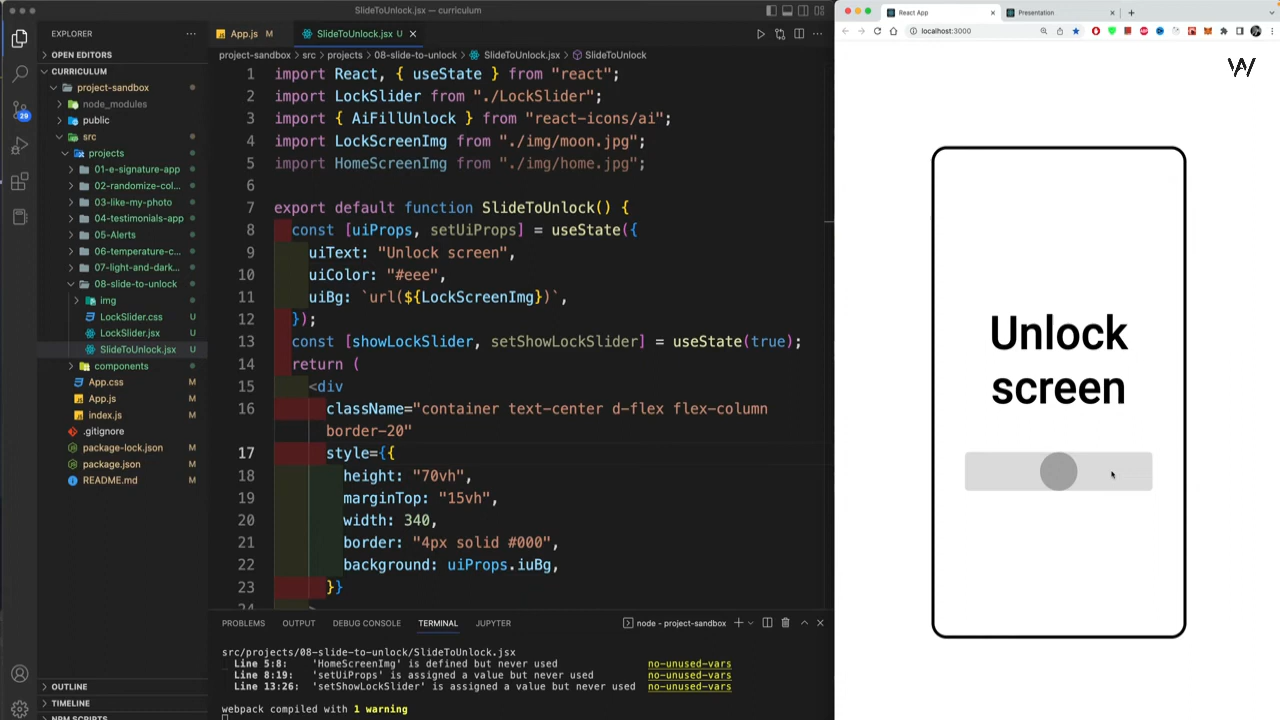 SlideToUnlock.jsx — curriculum
EXPLORER
OPEN EDITORS
CURRICULUM
project-sandbox
node_modules
public
src
projects
01-e-signature-app
02-randomize-col...
03-like-my-photo
04-testimonials-app
05-Alerts
06-temperature-c...
07-light-and-dark...
08-slide-to-unlock
img
LockSlider.css U
LockSlider.jsx U
SlideToUnlock.jsx U
components
App.css M
App.js M
index.js M
.gitignore
package-lock.json M
package.json M
README.md
OUTLINE
TIMELINE
NPM SCRIPTS
29
App.js M
SlideToUnlock.jsx U
project-sandbox > src > projects > 08-slide-to-unlock > SlideToUnlock.jsx > SlideToUnlock
1 import React, { useState } from "react";
2 import LockSlider from "./LockSlider";
3 import { AiFillUnlock } from "react-icons/ai";
4 import LockScreenImg from "./img/moon.jpg";
5 import HomeScreenImg from "./img/home.jpg";
6
7 export default function SlideToUnlock() {
8 const [uiProps, setUiProps] = useState({
9 uiText: "Unlock screen",
10 uiColor: "#eee",
11 uiBg: `url(${LockScreenImg})`,
12 });
13 const [showLockSlider, setShowLockSlider] = useState(true);
14 return (
15 <div
16 className="container text-center d-flex flex-column
border-20"
17 style={{
18 height: "70vh",
19 marginTop: "15vh",
20 width: 340,
21 border: "4px solid #000",
22 background: uiProps.iuBg,
23 }}
24 >
PROBLEMS OUTPUT DEBUG CONSOLE TERMINAL JUPYTER
node - project-sandbox
src/projects/08-slide-to-unlock/SlideToUnlock.jsx
Line 5:8: 'HomeScreenImg' is defined but never used no-unused-vars
Line 8:19: 'setUiProps' is assigned a value but never used no-unused-vars
Line 13:26: 'setShowLockSlider' is assigned a value but never used no-unused-vars
webpack compiled with 1 warning
React App
Presentation
localhost:3000
W
Unlock
screen